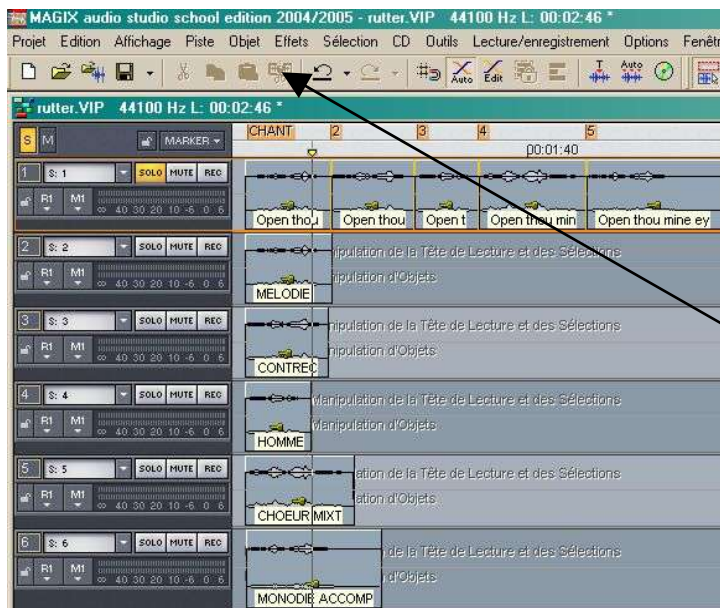 MAGIX audio studio school edition 2004/2005 - rutter.VIP 44100 Hz L: 00:02:46 *
Projet Edition Affichage Piste Objet Effets Sélection CD Outils Lecture/enregistrement Options Fenêtr
Auto Edit T Auto
rutter.VIP 44100 Hz L: 00:02:46 *
S M MARKER CHANT 2 3 4 5
00:01:40
1 S: 1 SOLO MUTE REC
R1 M1 ∞ 40 30 20 10 -6 0 6
Open thou Open thou Open t Open thou min Open thou mine ey
2 S: 2 SOLO MUTE REC nipulation de la Tête de Lecture et des Sélections
R1 M1 ∞ 40 30 20 10 -6 0 6 nipulation d'Objets
MELODIE
3 S: 3 SOLO MUTE REC nipulation de la Tête de Lecture et des Sélections
R1 M1 ∞ 40 30 20 10 -6 0 6 nipulation d'Objets
CONTREC
4 S: 4 SOLO MUTE REC Manipulation de la Tête de Lecture et des Sélections
R1 M1 ∞ 40 30 20 10 -6 0 6 Manipulation d'Objets
HOMME
5 S: 5 SOLO MUTE REC ation de la Tête de Lecture et des Sélections
R1 M1 ∞ 40 30 20 10 -6 0 6 ation d'Objets
CHOEUR MIXT
6 S: 6 SOLO MUTE REC de la Tête de Lecture et des Sélections
R1 M1 ∞ 40 30 20 10 -6 0 6 d'Objets
MONODIE ACCOMP